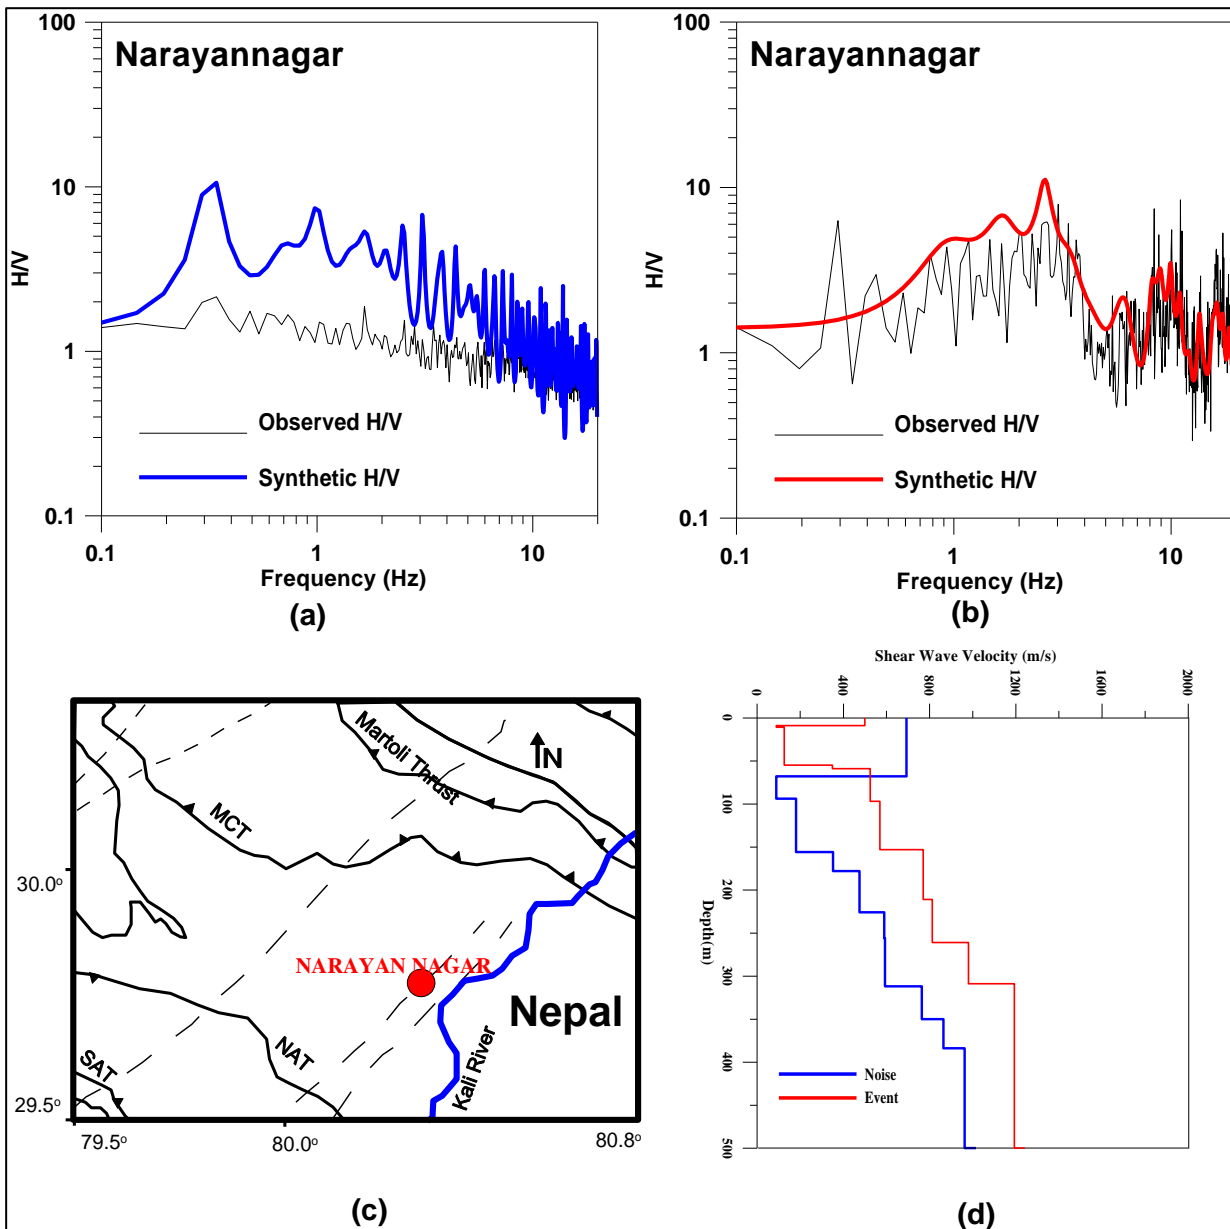 Narayannagar
100
10
1
0.1
H/V
Observed H/V
Synthetic H/V
0.1
1
10
Frequency (Hz)
(a)
Narayannagar
100
10
1
0.1
H/V
Observed H/V
Synthetic H/V
0.1
1
10
Frequency (Hz)
(b)
Martoli Thrust
N
MCT
30.0°
NARAYAN NAGAR
Nepal
NAT
SAT
Kali River
29.5°
79.5°
80.0°
80.8°
(c)
Shear Wave Velocity (m/s)
0
400
800
1200
1600
2000
0
100
200
300
400
500
Depth(m)
Noise
Event
(d)